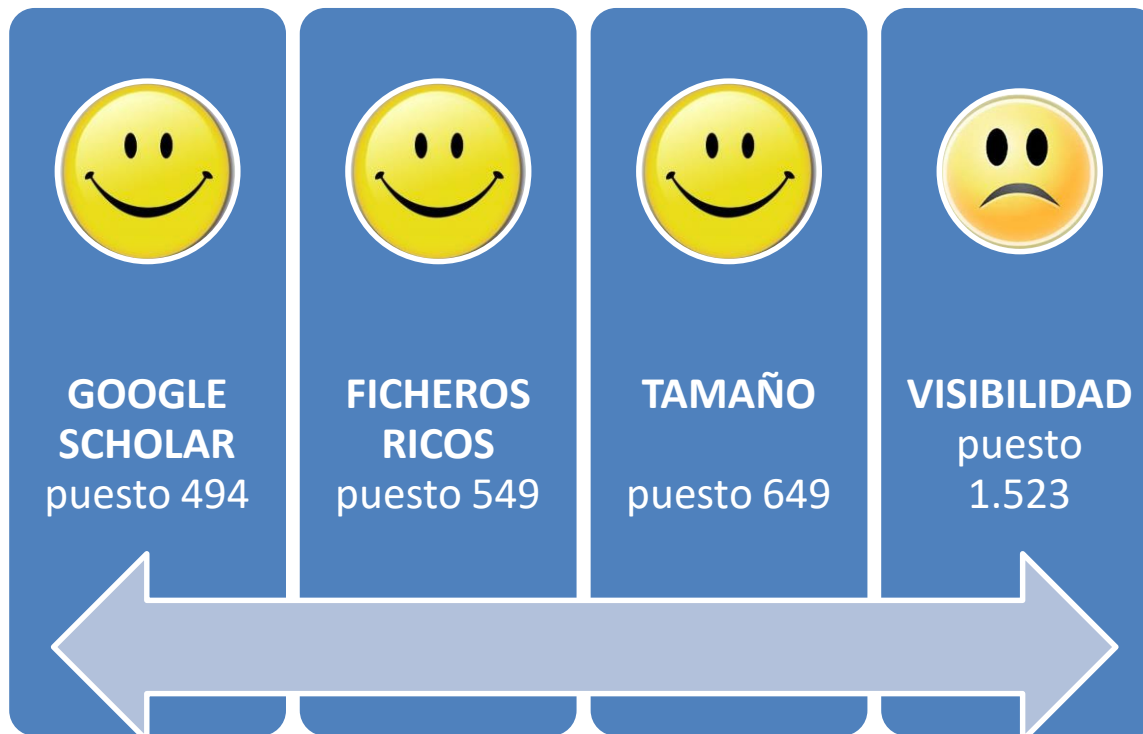 GOOGLE
SCHOLAR
puesto 494
FICHEROS
RICOS
puesto 549
TAMAÑO
puesto 649
VISIBILIDAD
puesto
1.523